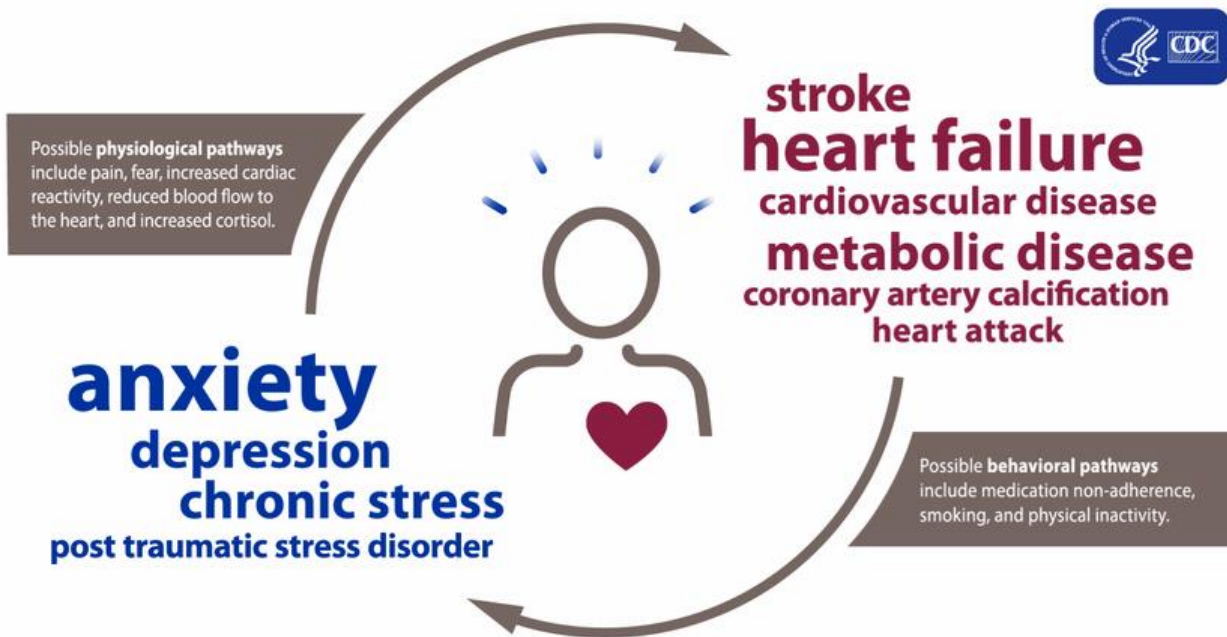 CDC
Possible physiological pathways
include pain, fear, increased cardiac
reactivity, reduced blood flow to
the heart, and increased cortisol.
stroke
heart failure
cardiovascular disease
metabolic disease
coronary artery calcification
heart attack
anxiety
depression
chronic stress
post traumatic stress disorder
Possible behavioral pathways
include medication non-adherence,
smoking, and physical inactivity.